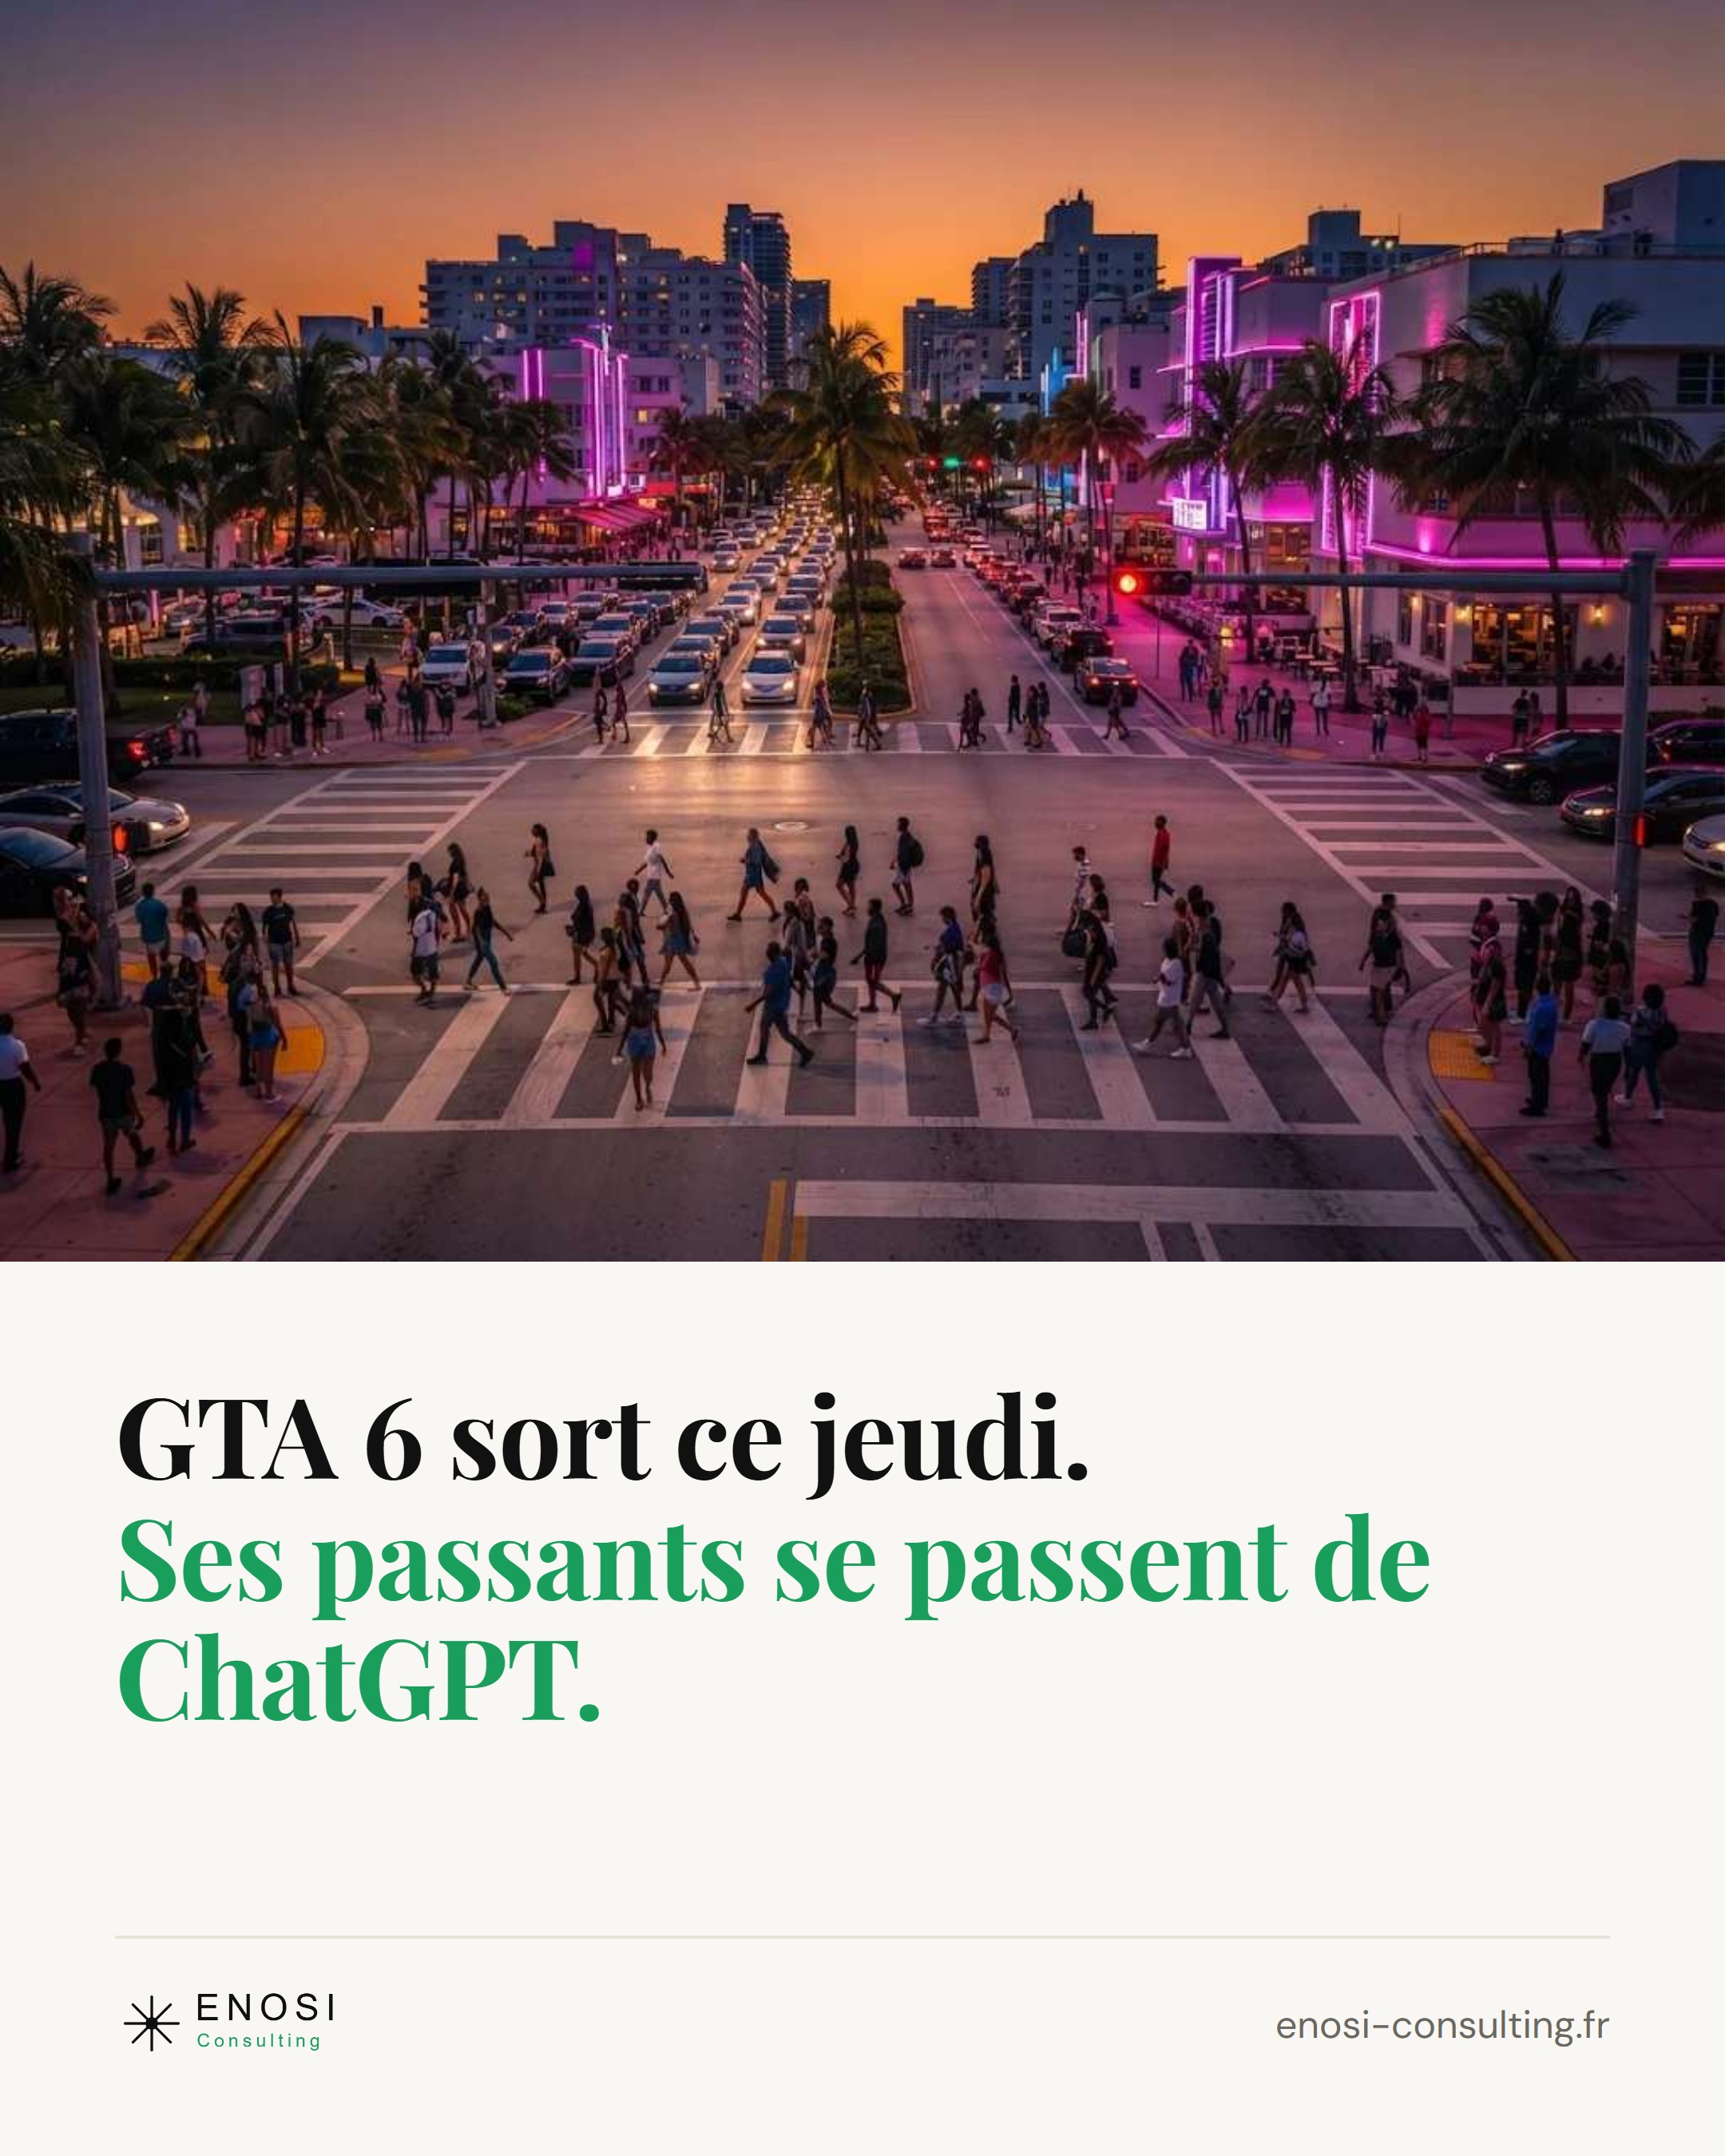 GTA 6 sort ce jeudi.
Ses passants se passent de
ChatGPT.
ENOSI
Consulting
enosi-consulting.fr